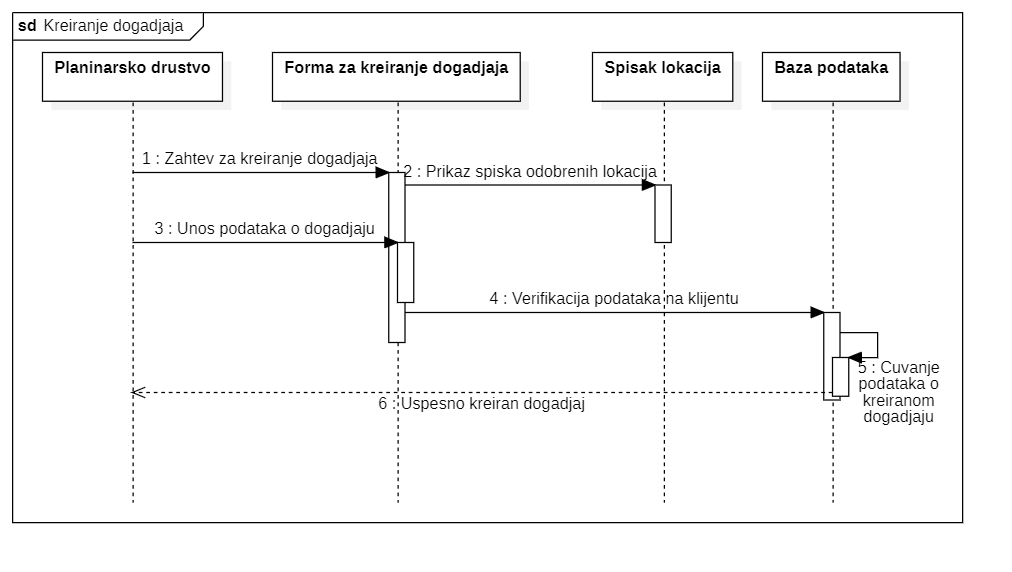 sd Kreiranje dogadjaja
Planinarsko drustvo
Forma za kreiranje dogadjaja
Spisak lokacija
Baza podataka
1 : Zahtev za kreiranje dogadjaja
2 : Prikaz spiska odobrenih lokacija
3 : Unos podataka o dogadjaju
4 : Verifikacija podataka na klijentu
5 : Cuvanje
podataka o
kreiranom
dogadjaju
6 : Uspesno kreiran dogadjaj